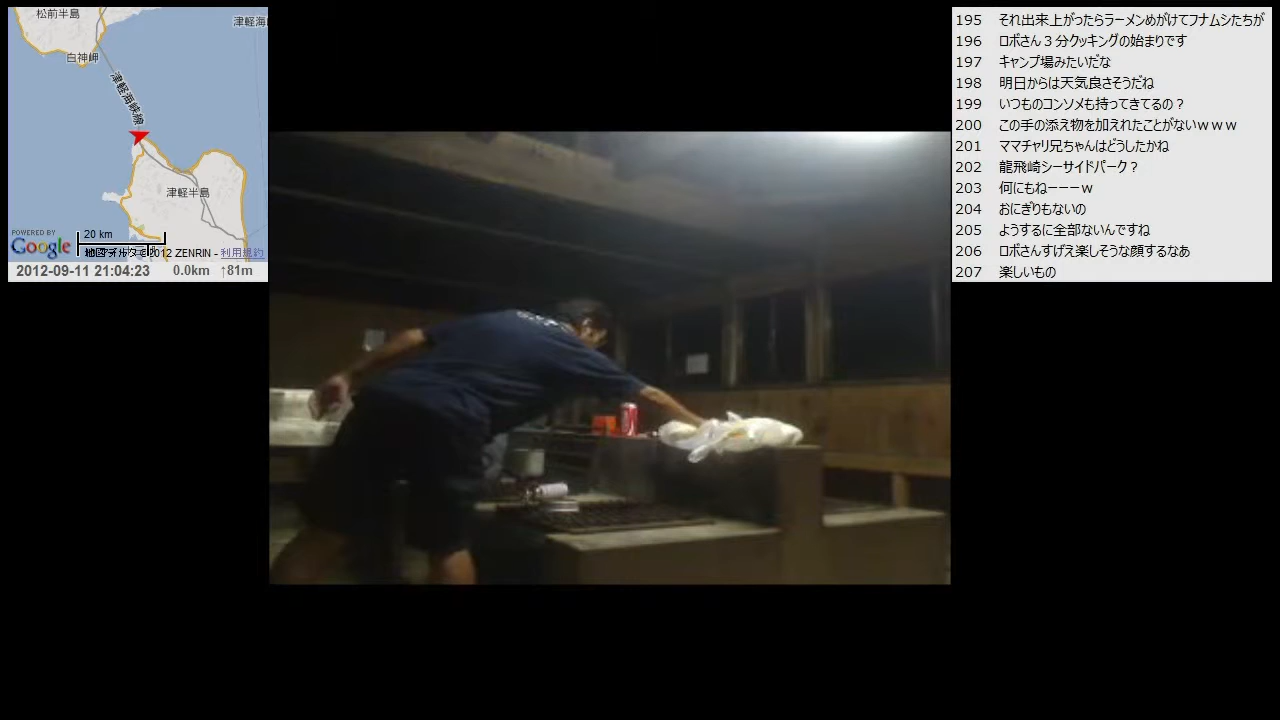 松前半島
津軽海
白神岬
津軽海峡線
津軽半島
20 km
POWERED BY
Google
2012 ZENRIN - 利用規約
2012-09-11 21:04:23 0.0km ↑81m
195 それ出来上がったらラーメンめがけてフナムシたちが
196 ロボさん３分クッキングの始まりです
197 キャンプ場みたいだな
198 明日からは天気良さそうだね
199 いつものコンソメも持ってきてるの？
200 この手の添え物を加えれたことがないｗｗｗ
201 ママチャリ兄ちゃんはどうしたかね
202 龍飛崎シーサイドパーク？
203 何にもねーーーｗ
204 おにぎりもないの
205 ようするに全部ないんですね
206 ロボさんすげえ楽しそうな顔するなあ
207 楽しいもの